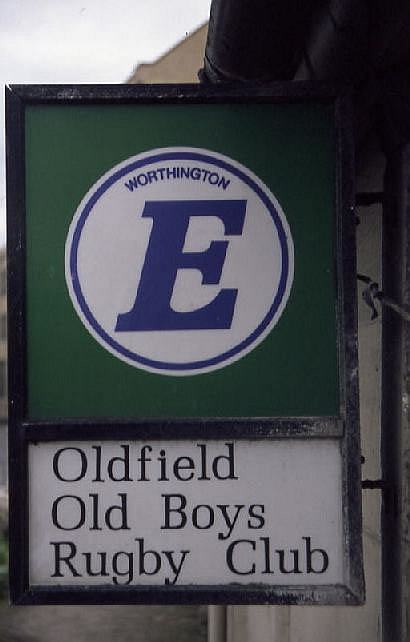 WORTHINGTON
E
Oldfield
Old Boys
Rugby Club